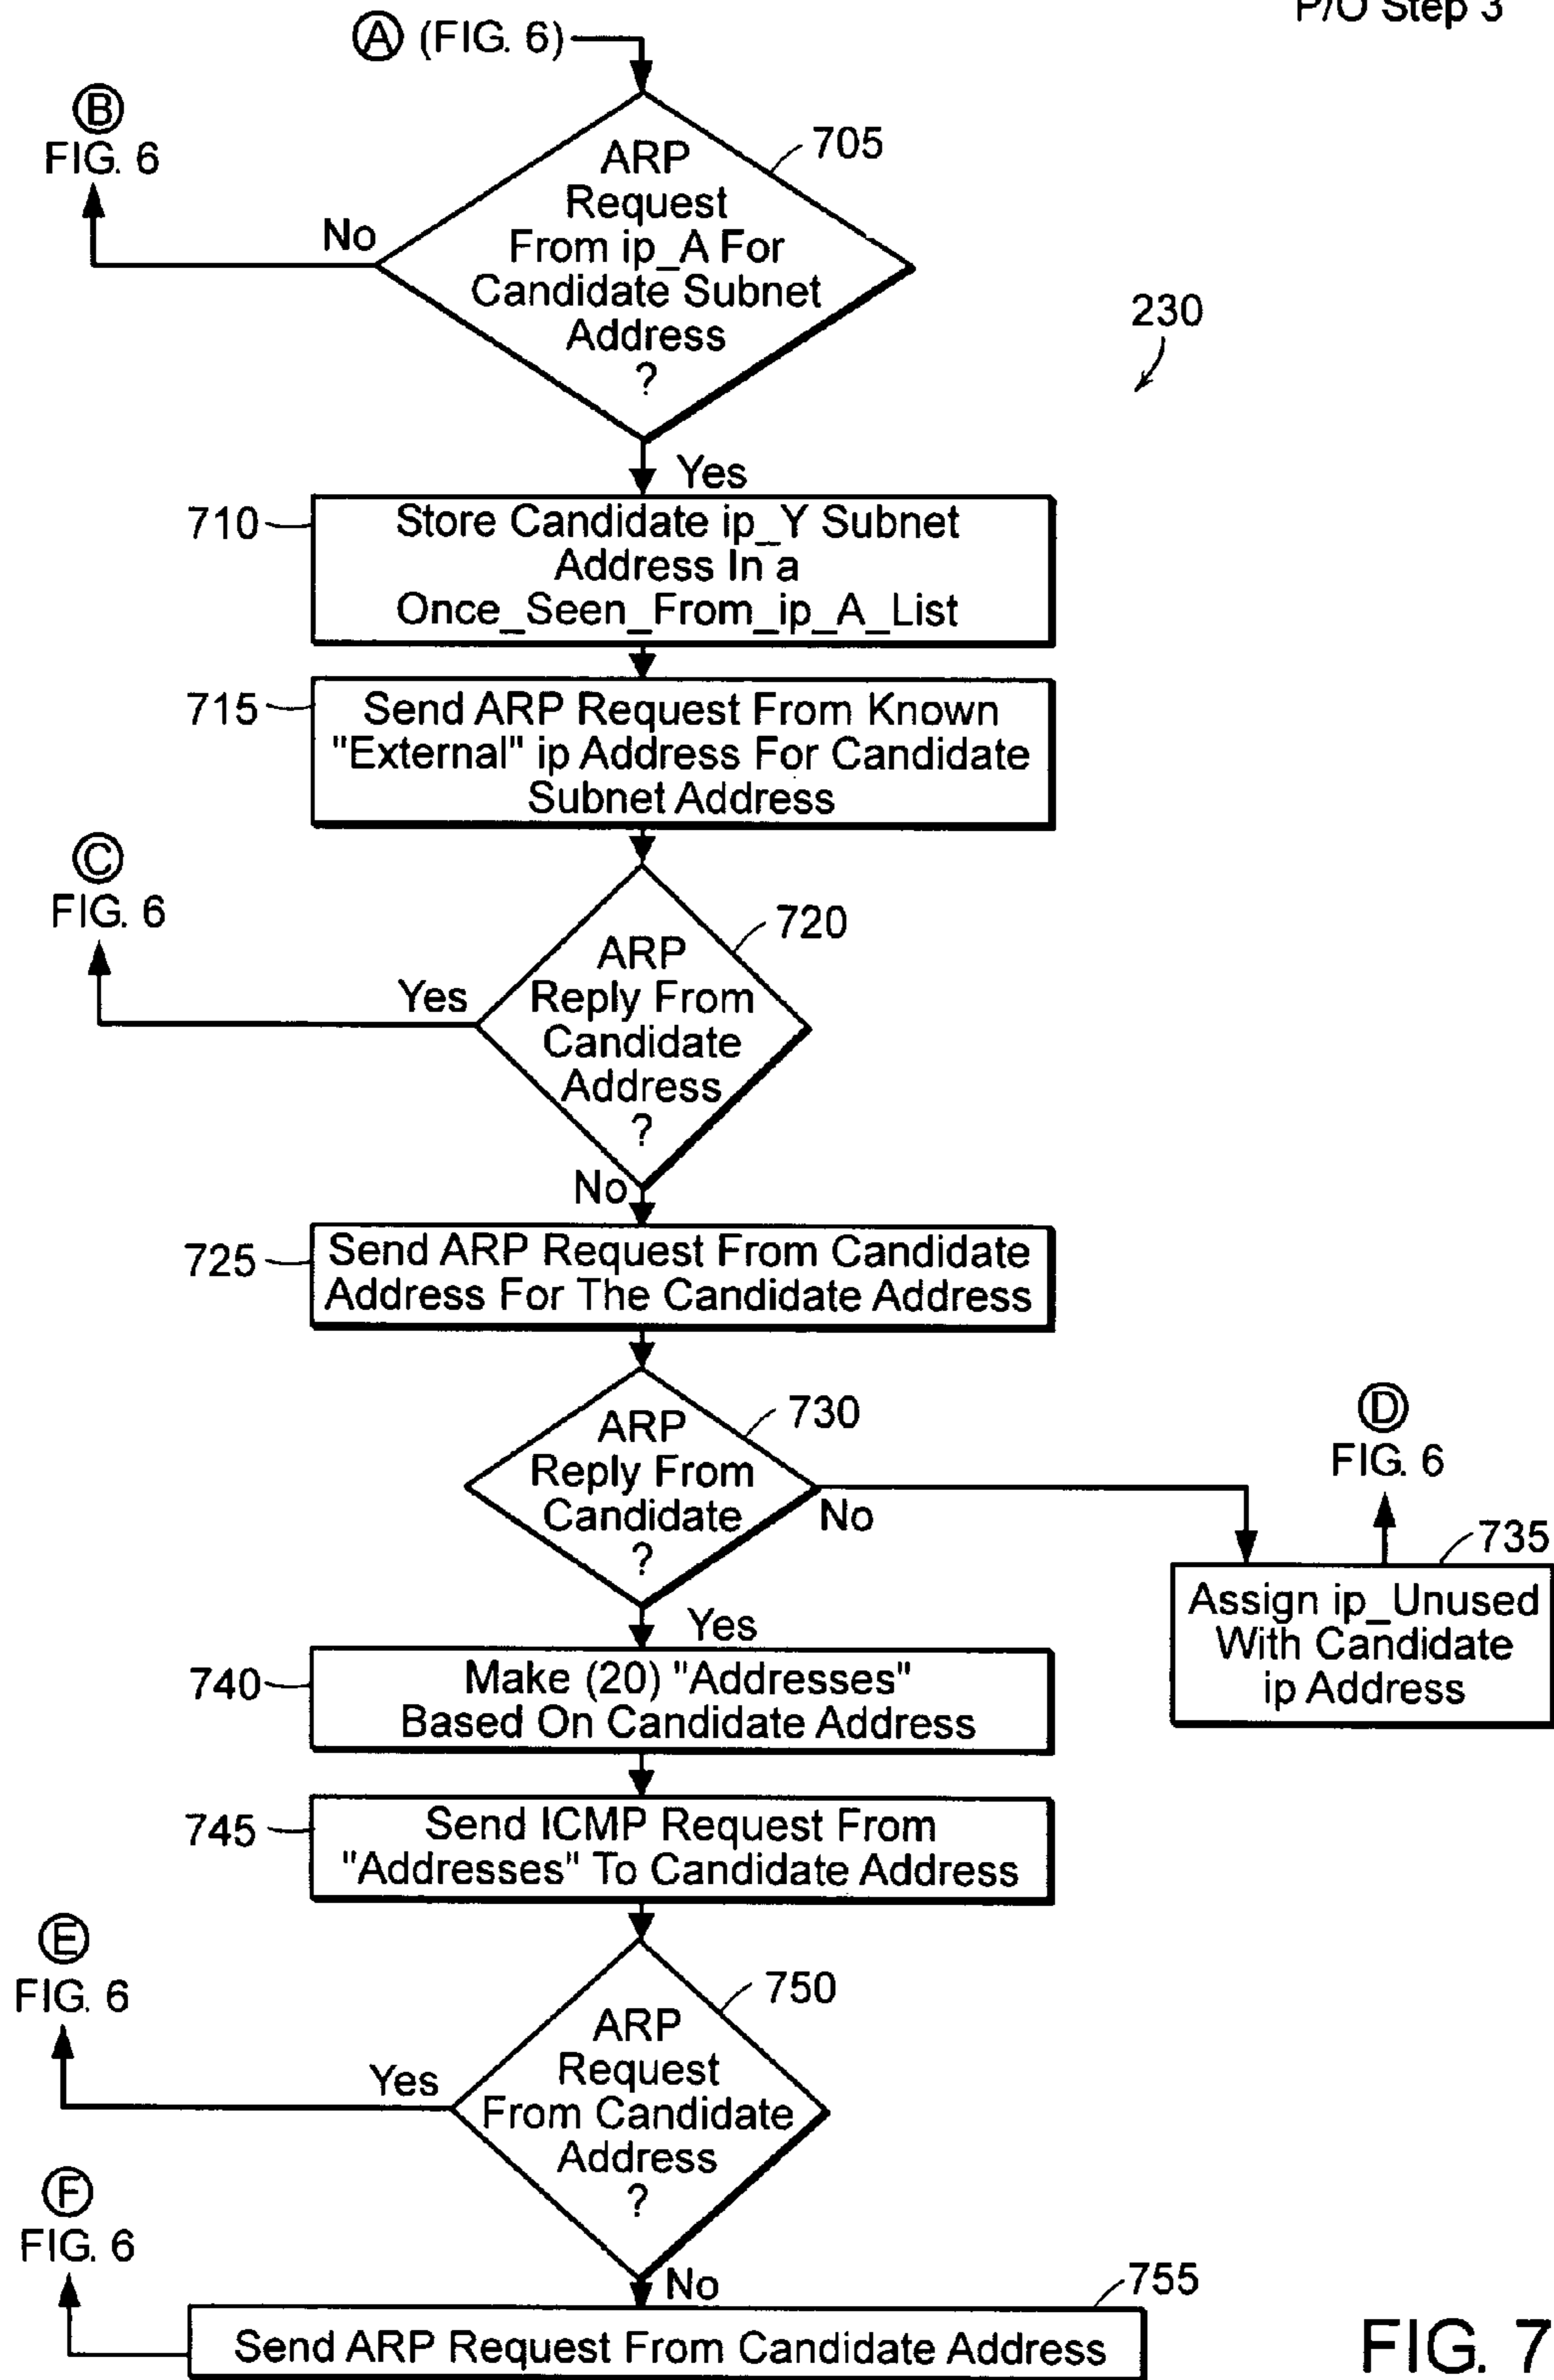 P/O Step 3
A (FIG. 6)
B
FIG. 6
705
ARP
Request
From ip_A For
Candidate Subnet
Address
?
No
230
Yes
710
Store Candidate ip_Y Subnet
Address In a
Once_Seen_From_ip_A_List
715
Send ARP Request From Known
"External" ip Address For Candidate
Subnet Address
C
FIG. 6
720
ARP
Reply From
Candidate
Address
?
Yes
No
725
Send ARP Request From Candidate
Address For The Candidate Address
730
ARP
Reply From
Candidate
?
No
D
FIG. 6
735
Assign ip_Unused
With Candidate
ip Address
Yes
740
Make (20) "Addresses"
Based On Candidate Address
745
Send ICMP Request From
"Addresses" To Candidate Address
E
FIG. 6
750
ARP
Request
From Candidate
Address
?
Yes
F
FIG. 6
No
755
Send ARP Request From Candidate Address
FIG. 7